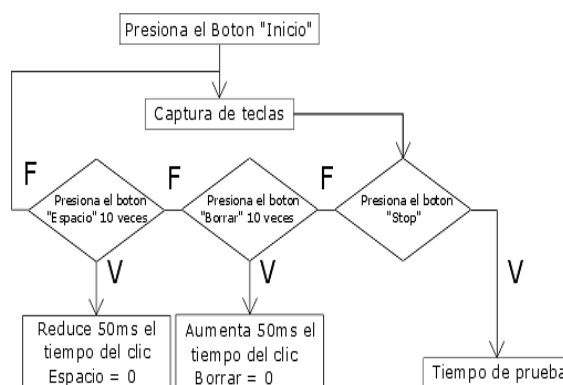 Presiona el Boton "Inicio"
Captura de teclas
F
F
F
Presiona el boton
"Espacio" 10 veces
Presiona el boton
"Borrar" 10 veces
Presiona el boton
"Stop"
V
V
V
Reduce 50ms el
tiempo del clic
Espacio = 0
Aumenta 50ms el
tiempo del clic
Borrar = 0
Tiempo de prueba